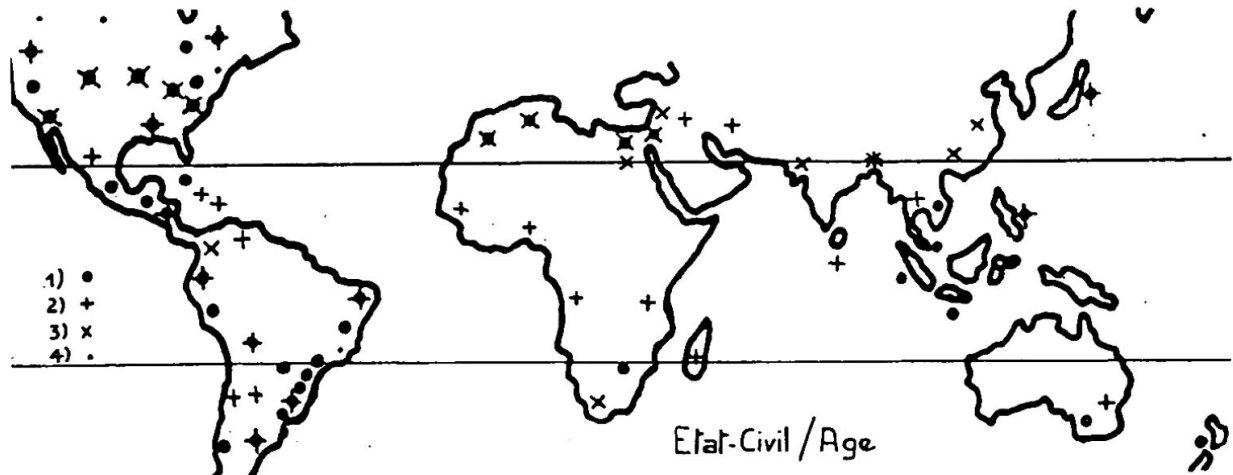 1) •
2) +
3) x
4) .
Etat-Civil / Age